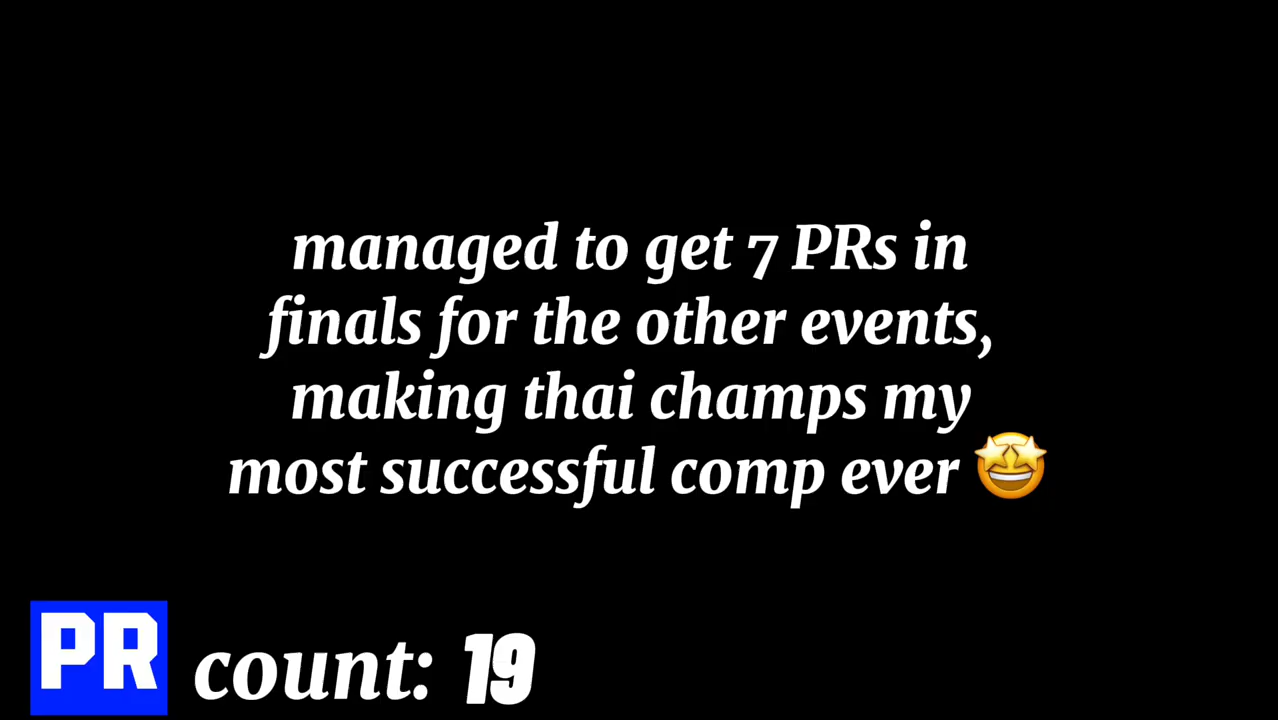 managed to get 7 PRs in
finals for the other events,
making thai champs my
most successful comp ever 🤩
PR count: 19